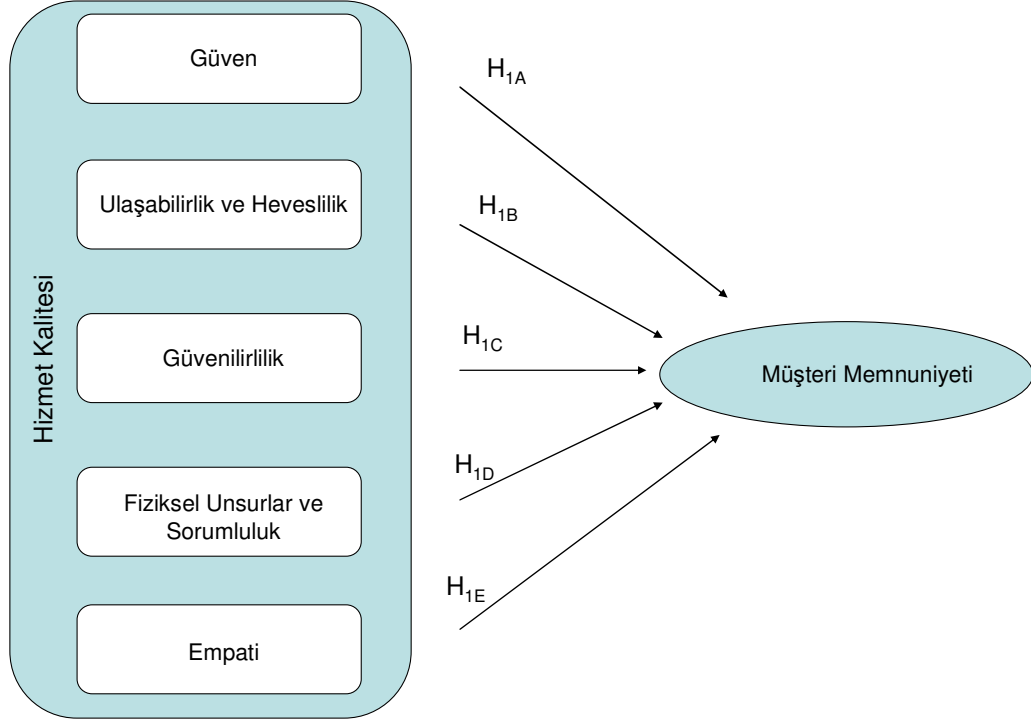 Hizmet Kalitesi
Güven
Ulaşabilirlik ve Heveslilik
Güvenilirlilik
Fiziksel Unsurlar ve
Sorumluluk
Empati
H1A
H1B
H1C
H1D
H1E
Müşteri Memnuniyeti